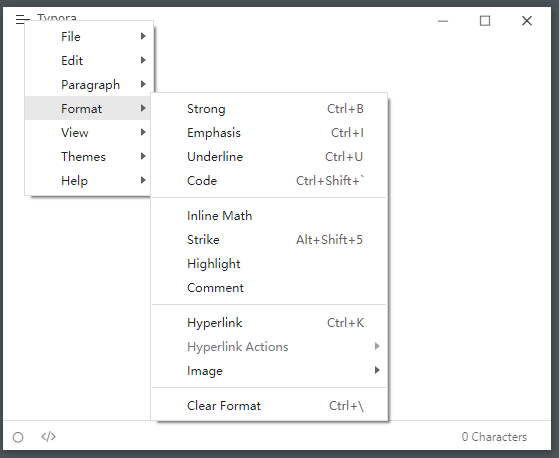 Typora
File
Edit
Paragraph
Format
View
Themes
Help
Strong Ctrl+B
Emphasis Ctrl+I
Underline Ctrl+U
Code Ctrl+Shift+`
Inline Math
Strike Alt+Shift+5
Highlight
Comment
Hyperlink Ctrl+K
Hyperlink Actions
Image
Clear Format Ctrl+\
</> 0 Characters